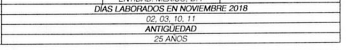 DÍAS LABORADOS EN NOVIEMBRE 2018
02, 03, 10, 11
ANTIGÜEDAD
25 AÑOS